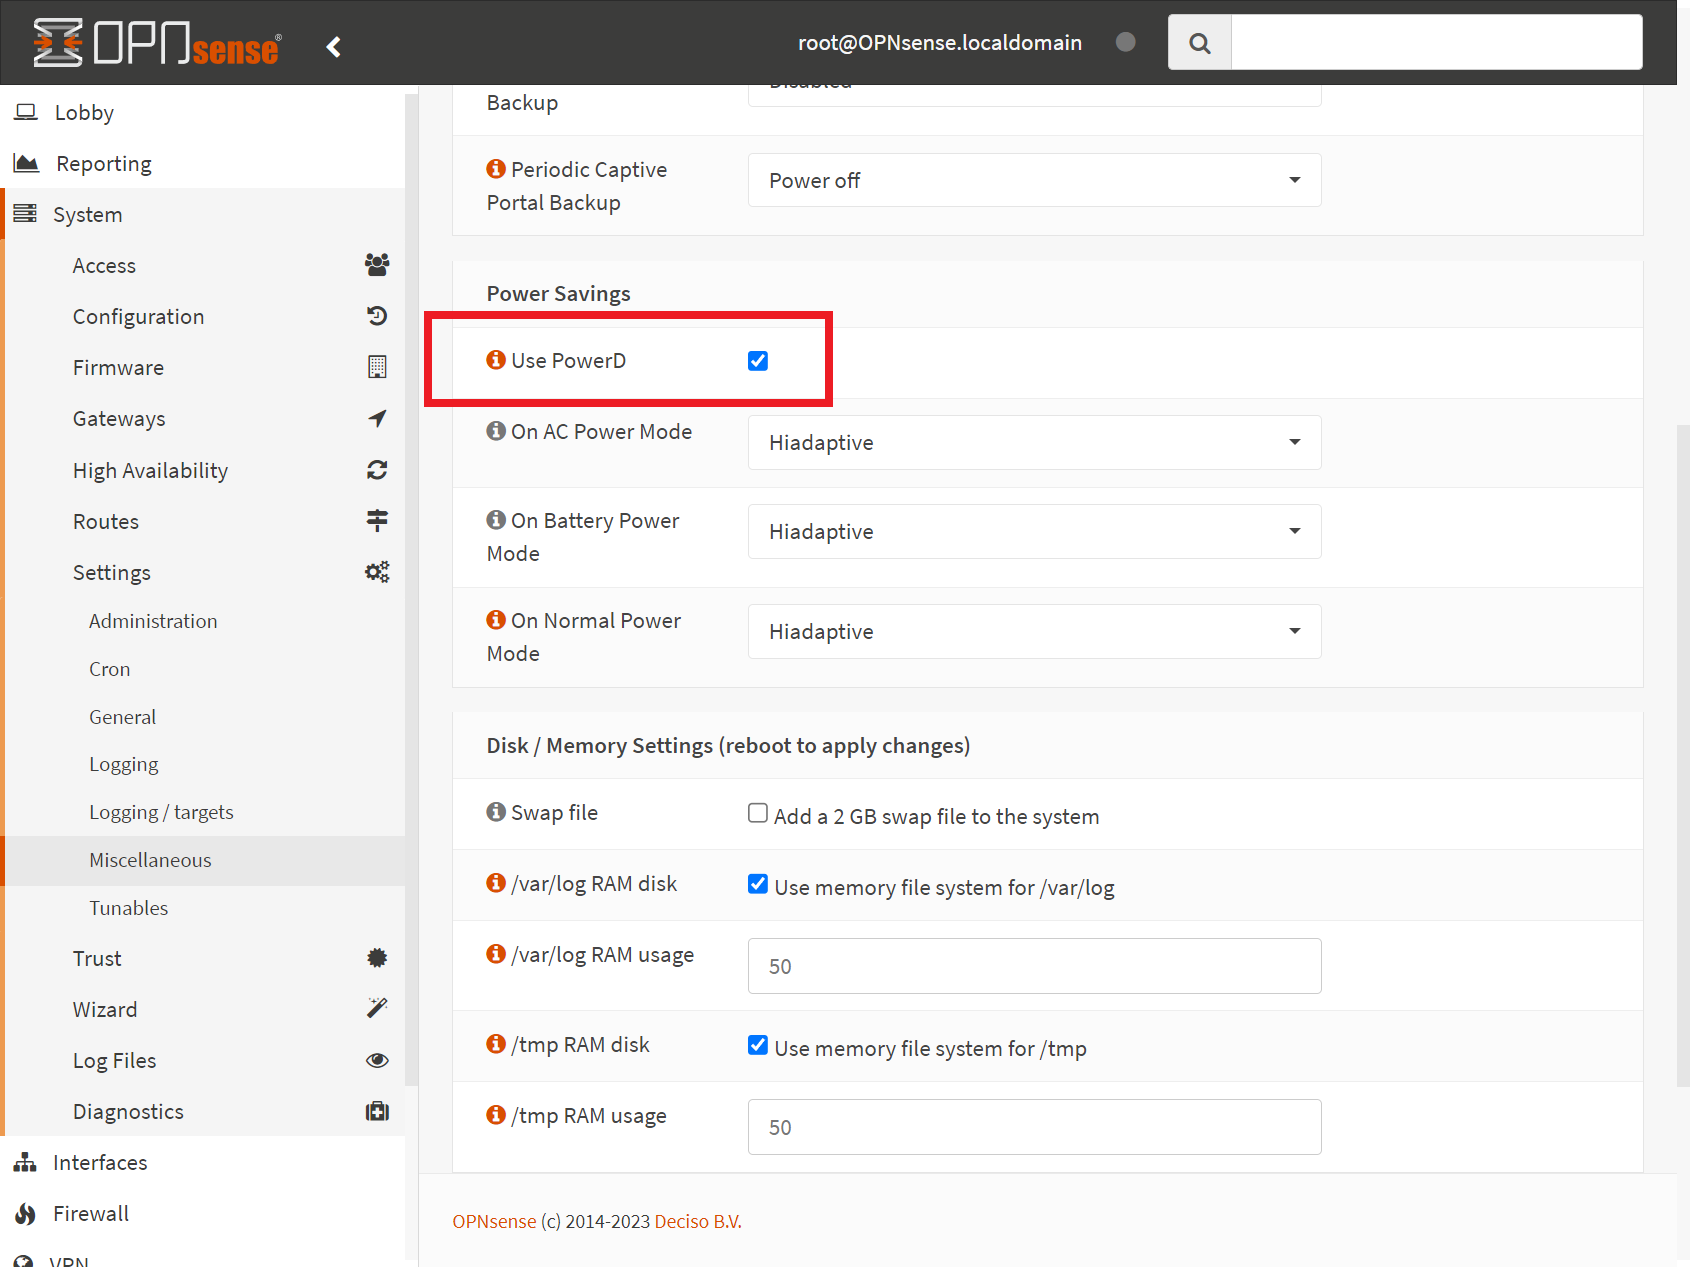 OPNsense®
root@OPNsense.localdomain
Lobby
Reporting
System
Access
Configuration
Firmware
Gateways
High Availability
Routes
Settings
Administration
Cron
General
Logging
Logging / targets
Miscellaneous
Tunables
Trust
Wizard
Log Files
Diagnostics
Interfaces
Firewall
VPN
Backup
Disabled
Periodic Captive
Portal Backup
Power off
Power Savings
Use PowerD
On AC Power Mode
Hiadaptive
On Battery Power
Mode
Hiadaptive
On Normal Power
Mode
Hiadaptive
Disk / Memory Settings (reboot to apply changes)
Swap file
Add a 2 GB swap file to the system
/var/log RAM disk
Use memory file system for /var/log
/var/log RAM usage
50
/tmp RAM disk
Use memory file system for /tmp
/tmp RAM usage
50
OPNsense (c) 2014-2023 Deciso B.V.